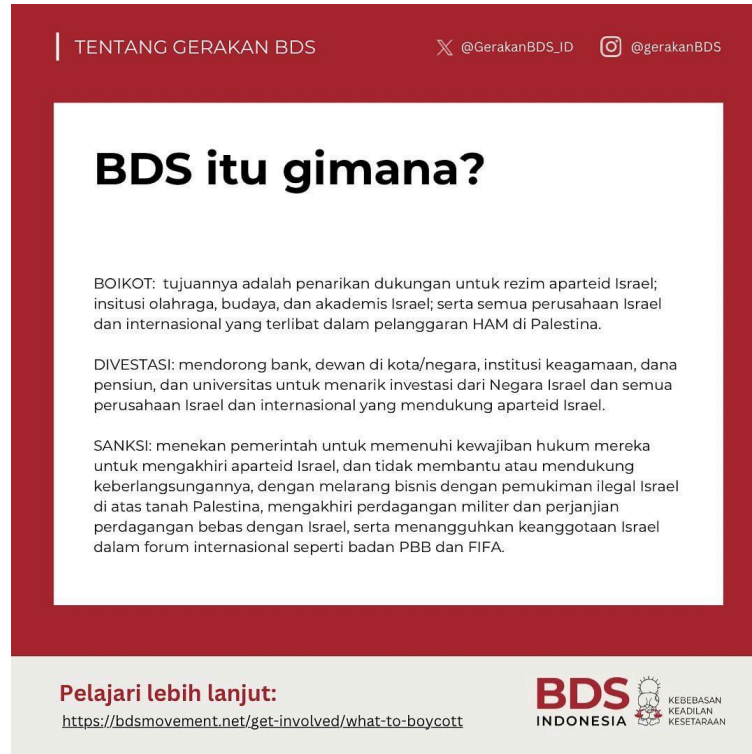 TENTANG GERAKAN BDS
@GerakanBDS_ID
@gerakanBDS
BDS itu gimana?
BOIKOT: tujuannya adalah penarikan dukungan untuk rezim aparteid Israel;
insitusi olahraga, budaya, dan akademis Israel; serta semua perusahaan Israel
dan internasional yang terlibat dalam pelanggaran HAM di Palestina.
DIVESTASI: mendorong bank, dewan di kota/negara, institusi keagamaan, dana
pensiun, dan universitas untuk menarik investasi dari Negara Israel dan semua
perusahaan Israel dan internasional yang mendukung aparteid Israel.
SANKSI: menekan pemerintah untuk memenuhi kewajiban hukum mereka
untuk mengakhiri aparteid Israel, dan tidak membantu atau mendukung
keberlangsungannya, dengan melarang bisnis dengan pemukiman ilegal Israel
di atas tanah Palestina, mengakhiri perdagangan militer dan perjanjian
perdagangan bebas dengan Israel, serta menangguhkan keanggotaan Israel
dalam forum internasional seperti badan PBB dan FIFA.
Pelajari lebih lanjut:
https://bdsmovement.net/get-involved/what-to-boycott
BDS
INDONESIA
KEBEBASAN
KEADILAN
KESETARAAN